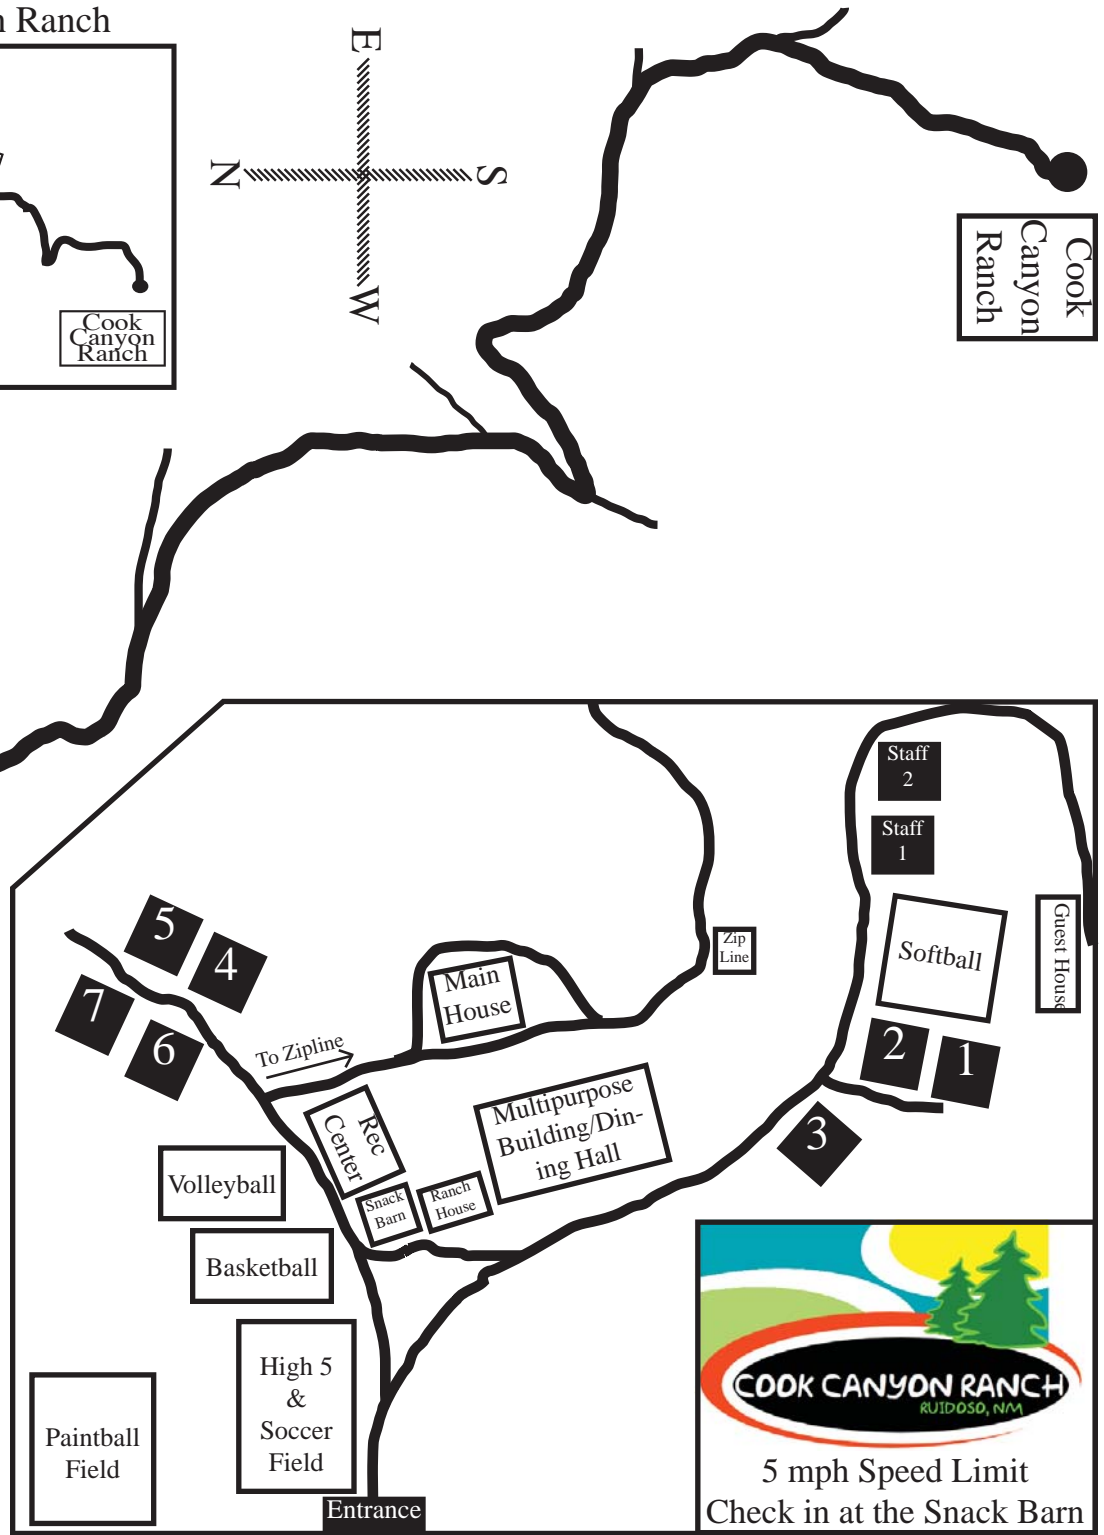 n Ranch
E
N
S
W
Cook
Canyon
Ranch
Cook
Canyon
Ranch
Staff
2
Staff
1
Guest House
Softball
Zip
Line
5
4
7
6
Main
House
To Zipline
2
1
3
Multipurpose
Building/Din-
ing Hall
Rec
Center
Snack
Barn
Ranch
House
Volleyball
Basketball
High 5
&
Soccer
Field
Paintball
Field
Entrance
COOK CANYON RANCH
RUIDOSO, NM
5 mph Speed Limit
Check in at the Snack Barn